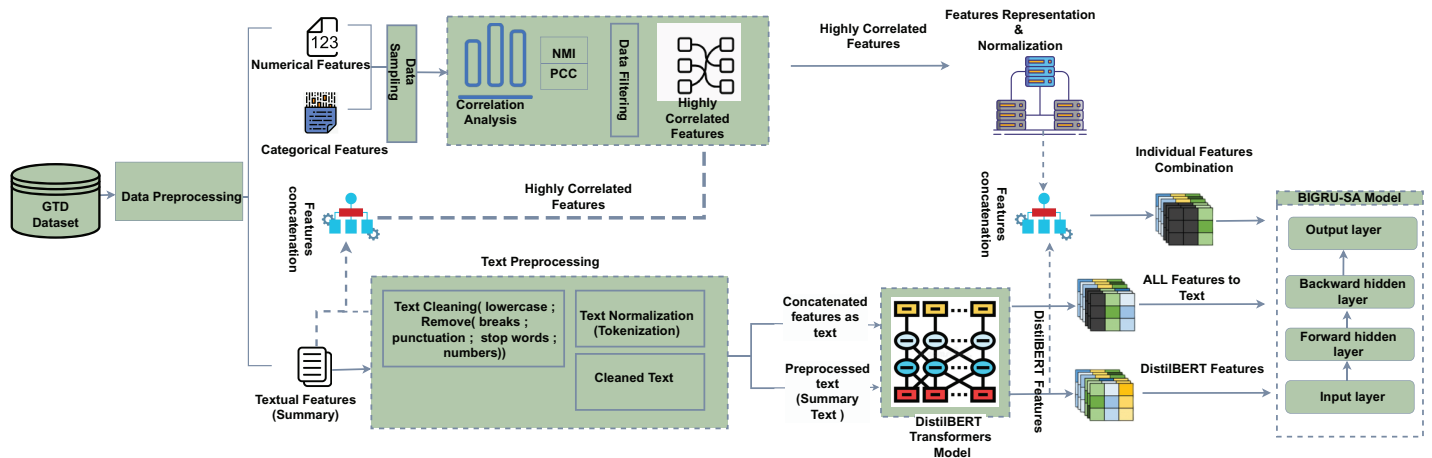 GTD
Dataset
Data Preprocessing
123
Numerical Features
Categorical Features
Data
Sampling
Correlation
Analysis
NMI
PCC
Data Filtering
Highly
Correlated
Features
Highly Correlated
Features
Features Representation
&
Normalization
Features
concatenation
Highly Correlated
Features
Textual Features
(Summary)
Text Preprocessing
Text Cleaning( lowercase ;
Remove( breaks ;
punctuation ; stop words ;
numbers))
Text Normalization
(Tokenization)
Cleaned Text
Concatenated
features as
text
Preprocessed
text
(Summary
Text )
DistilBERT
Transformers
Model
DistilBERT Features
Features
concatenation
Individual Features
Combination
ALL Features to
Text
DistilBERT Features
BIGRU-SA Model
Output layer
Backward hidden
layer
Forward hidden
layer
Input layer